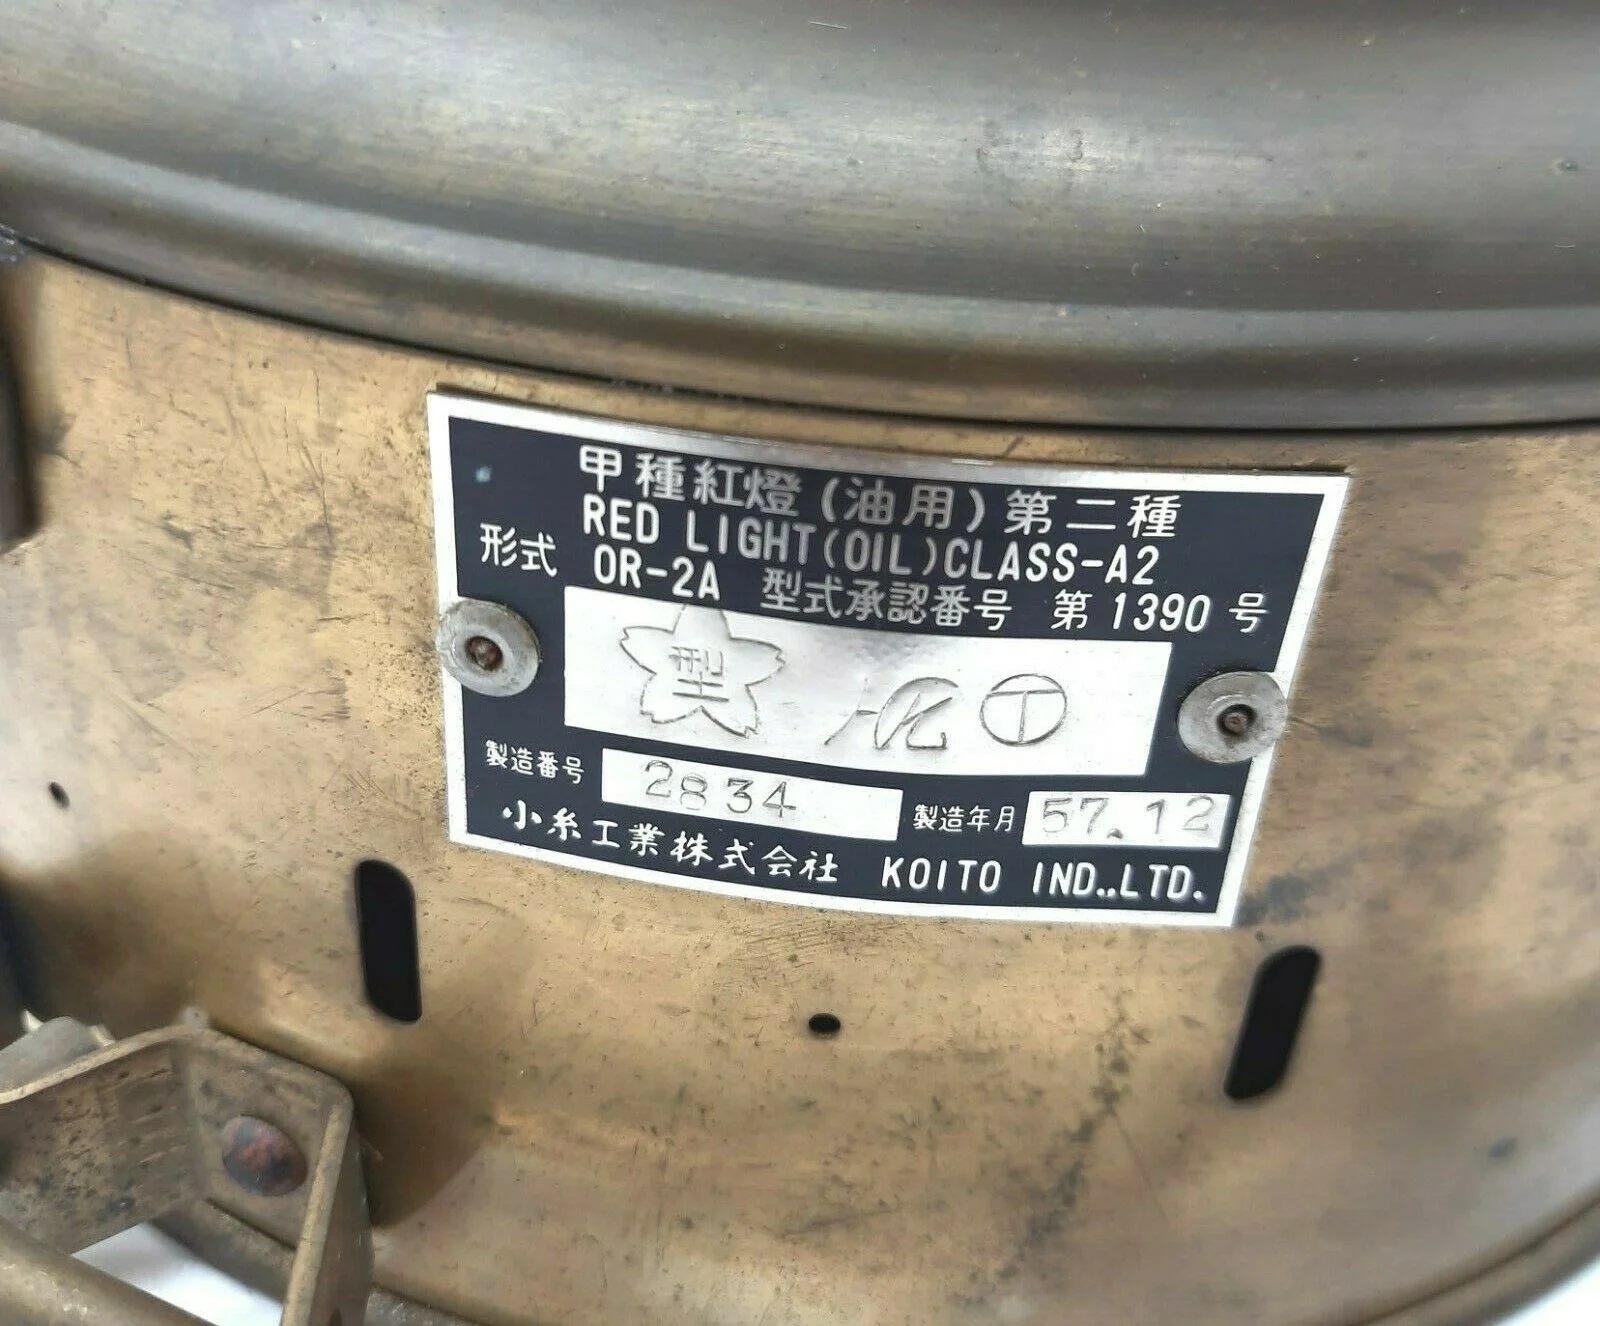 甲種紅燈(油用)第二種
RED LIGHT(OIL)CLASS-A2
形式 OR-2A 型式承認番号 第1390号
型
製造番号 2834 製造年月 57.12
小糸工業株式会社 KOITO IND.,LTD.